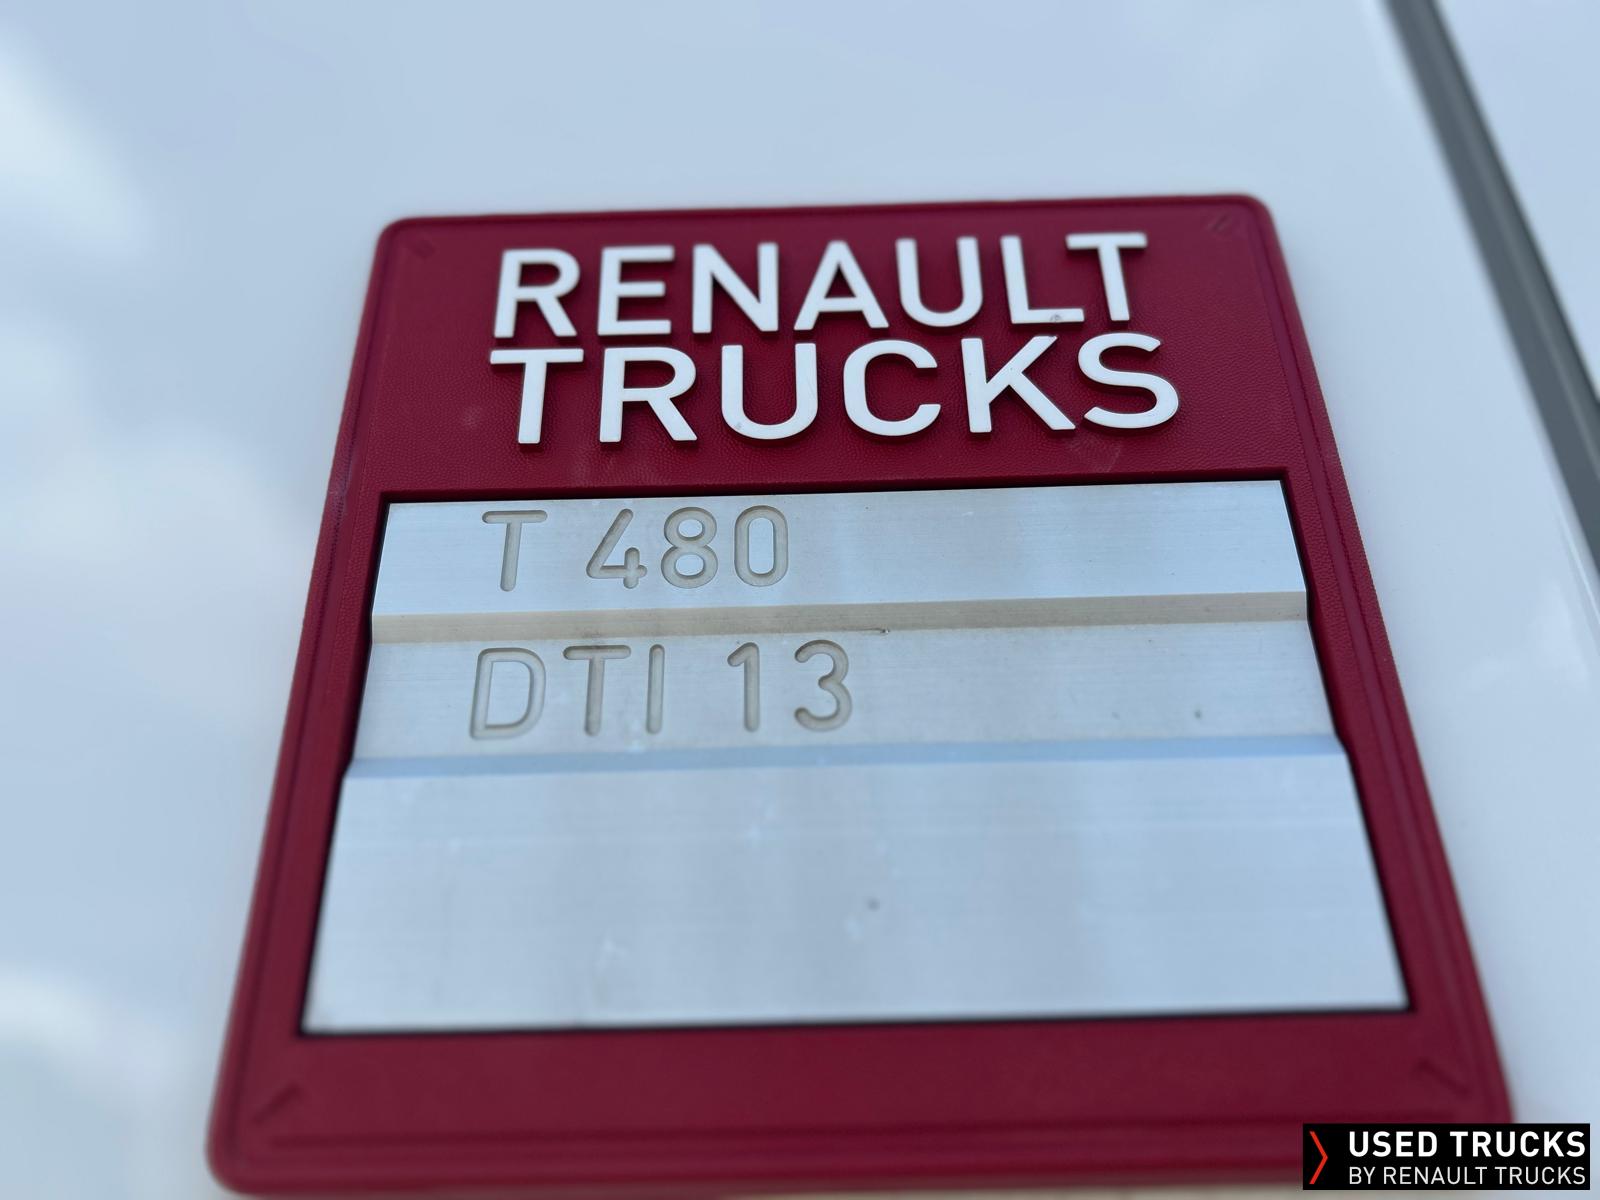 RENAULT
TRUCKS
T 480
DTI 13
USED TRUCKS
BY RENAULT TRUCKS